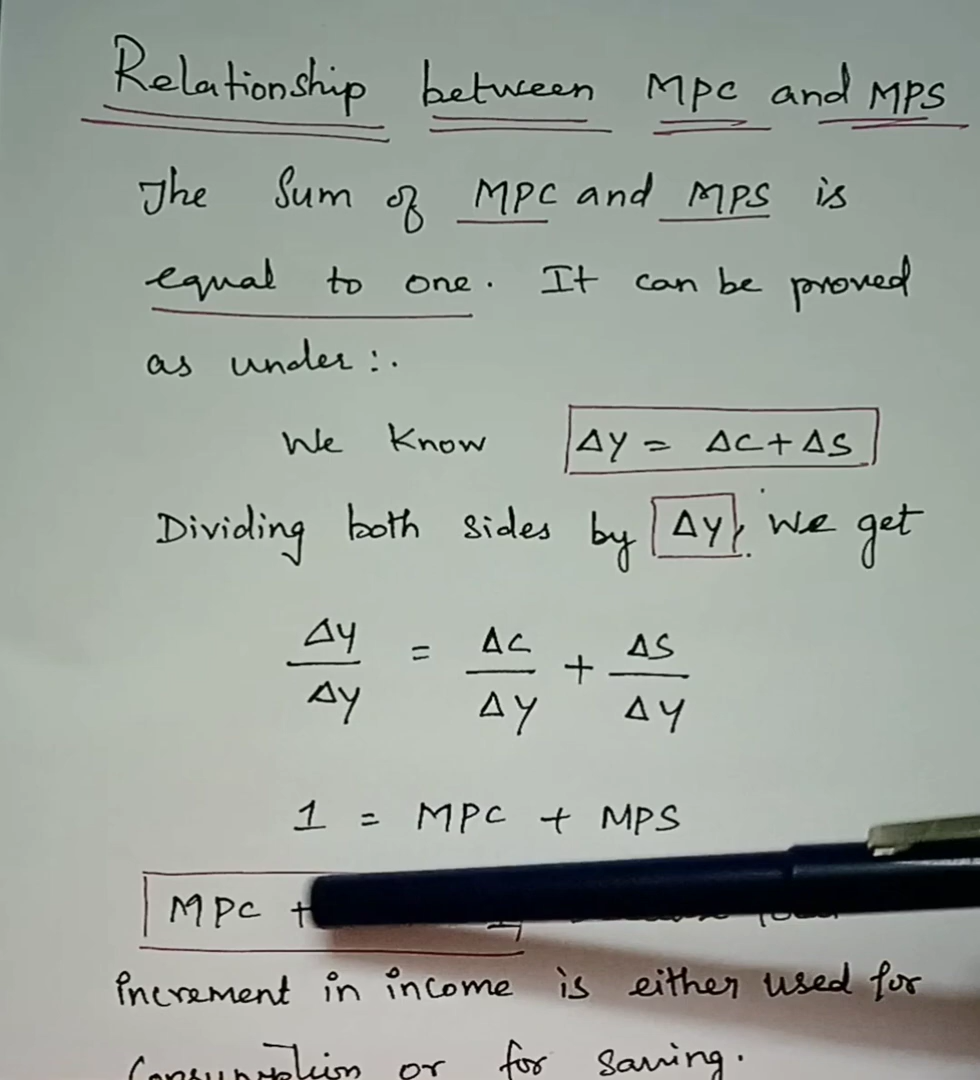 Relationship between MPC and MPS
The Sum of MPC and MPS is
equal to one. It can be proved
as under :.
We Know ΔY = ΔC + ΔS
Dividing both sides by ΔY, We get
ΔY/ΔY = ΔC/ΔY + ΔS/ΔY
1 = MPC + MPS
MPC +
increment in income is either used for
Consumption or for saving.